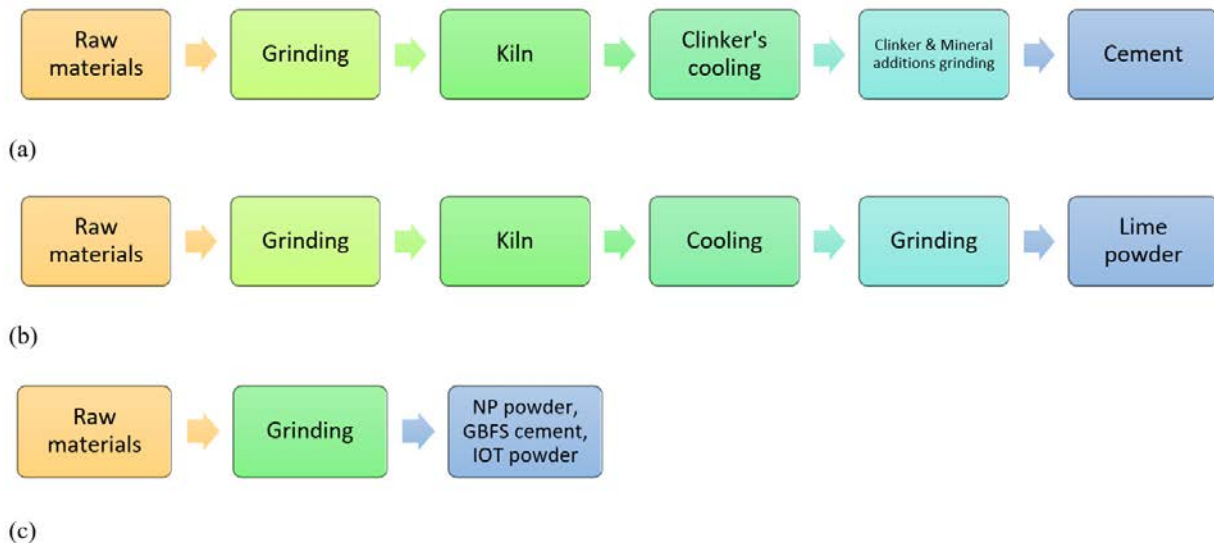 Raw
materials
Grinding
Kiln
Clinker's
cooling
Clinker & Mineral
additions grinding
Cement
(a)
Raw
materials
Grinding
Kiln
Cooling
Grinding
Lime
powder
(b)
Raw
materials
Grinding
NP powder,
GBFS cement,
IOT powder
(c)